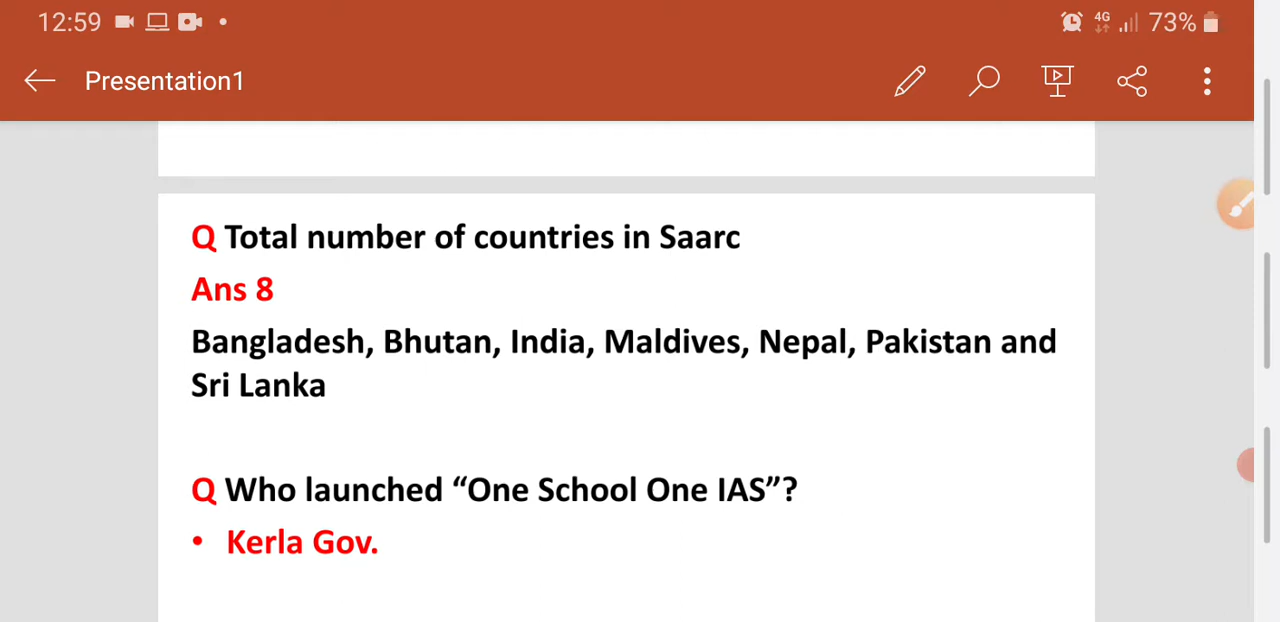 12:59
4G
73%
Presentation1
Q Total number of countries in Saarc
Ans 8
Bangladesh, Bhutan, India, Maldives, Nepal, Pakistan and
Sri Lanka
Q Who launched “One School One IAS”?
• Kerla Gov.